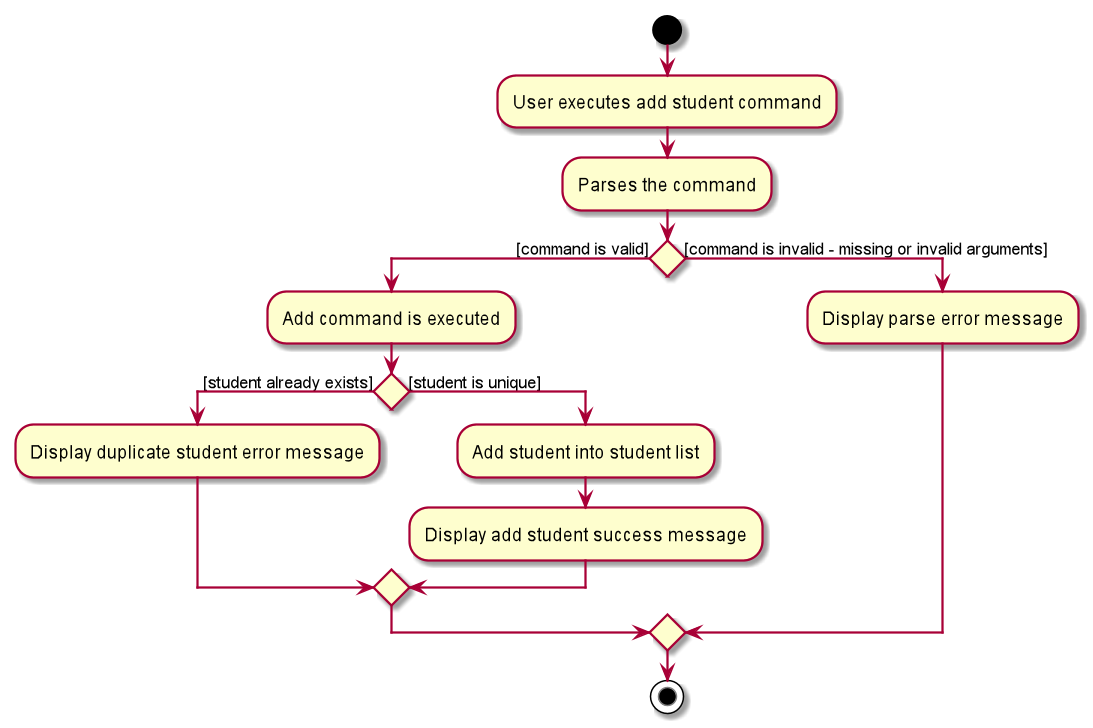 User executes add student command
Parses the command
[command is valid]
[command is invalid - missing or invalid arguments]
Add command is executed
Display parse error message
[student already exists]
[student is unique]
Display duplicate student error message
Add student into student list
Display add student success message